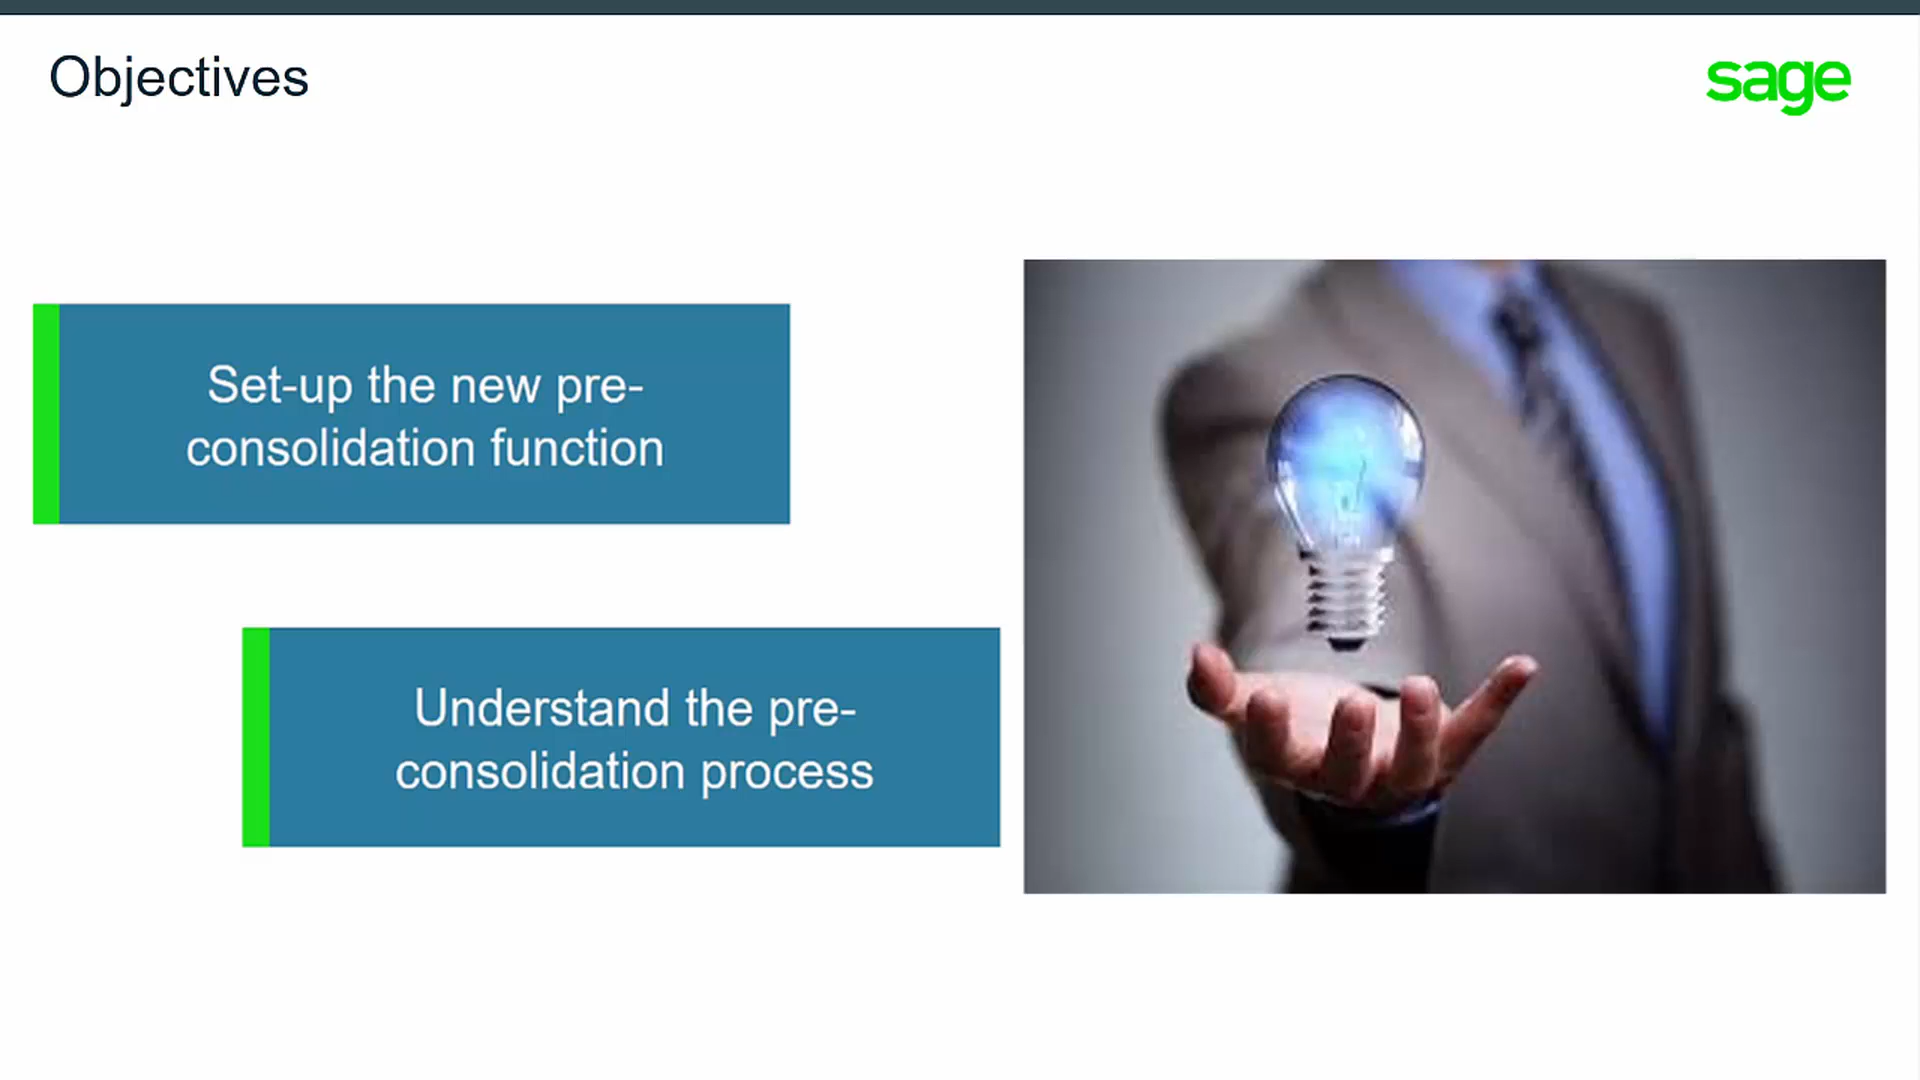 Objectives
sage
Set-up the new pre-
consolidation function
Understand the pre-
consolidation process